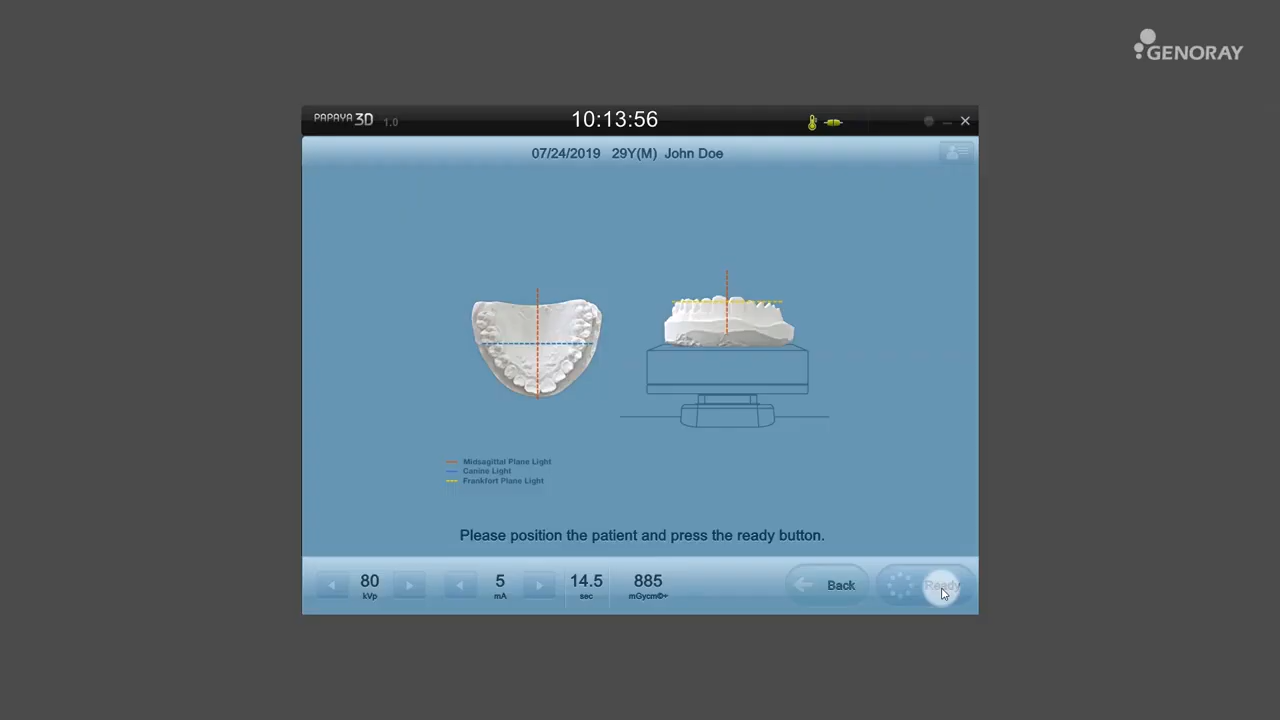 GENORAY
PAPAYA 3D 1.0
10:13:56
07/24/2019 29Y(M) John Doe
Midsagittal Plane Light
Canine Light
Frankfort Plane Light
Please position the patient and press the ready button.
80
kVp
5
mA
14.5
sec
885
mGycm
Back
Ready